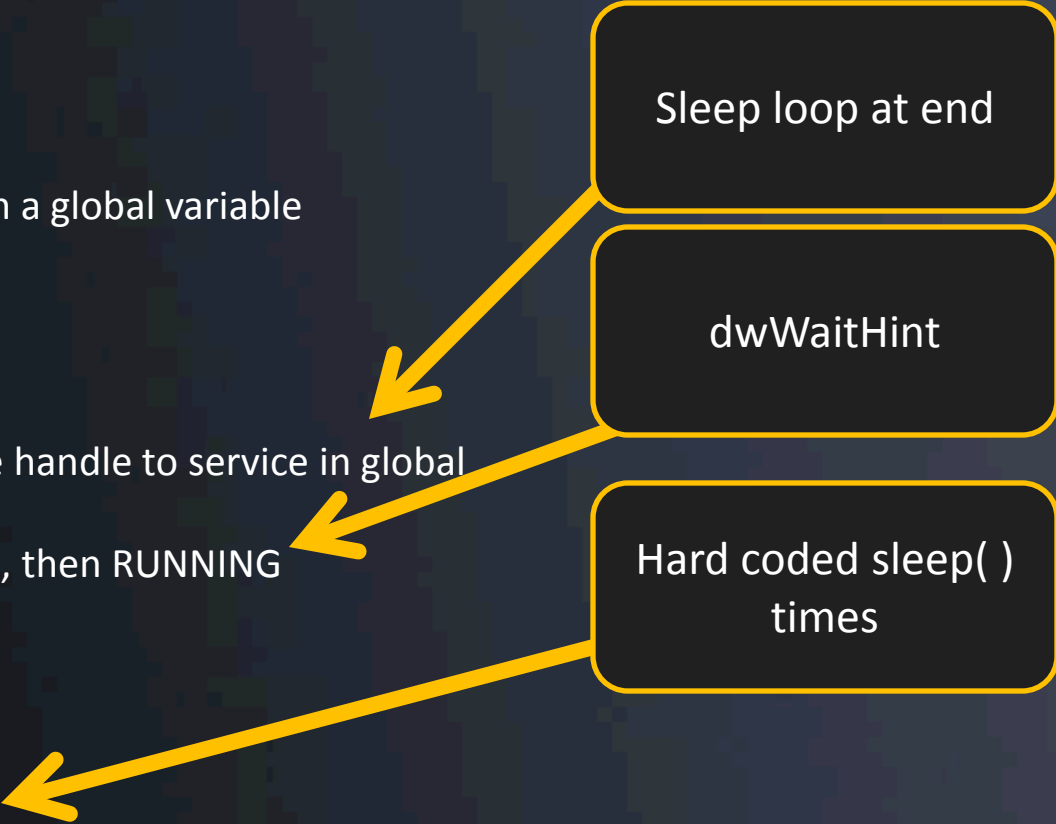 Sleep loop at end
a global variable
dwWaitHint
handle to service in global
, then RUNNING
Hard coded sleep( )
times